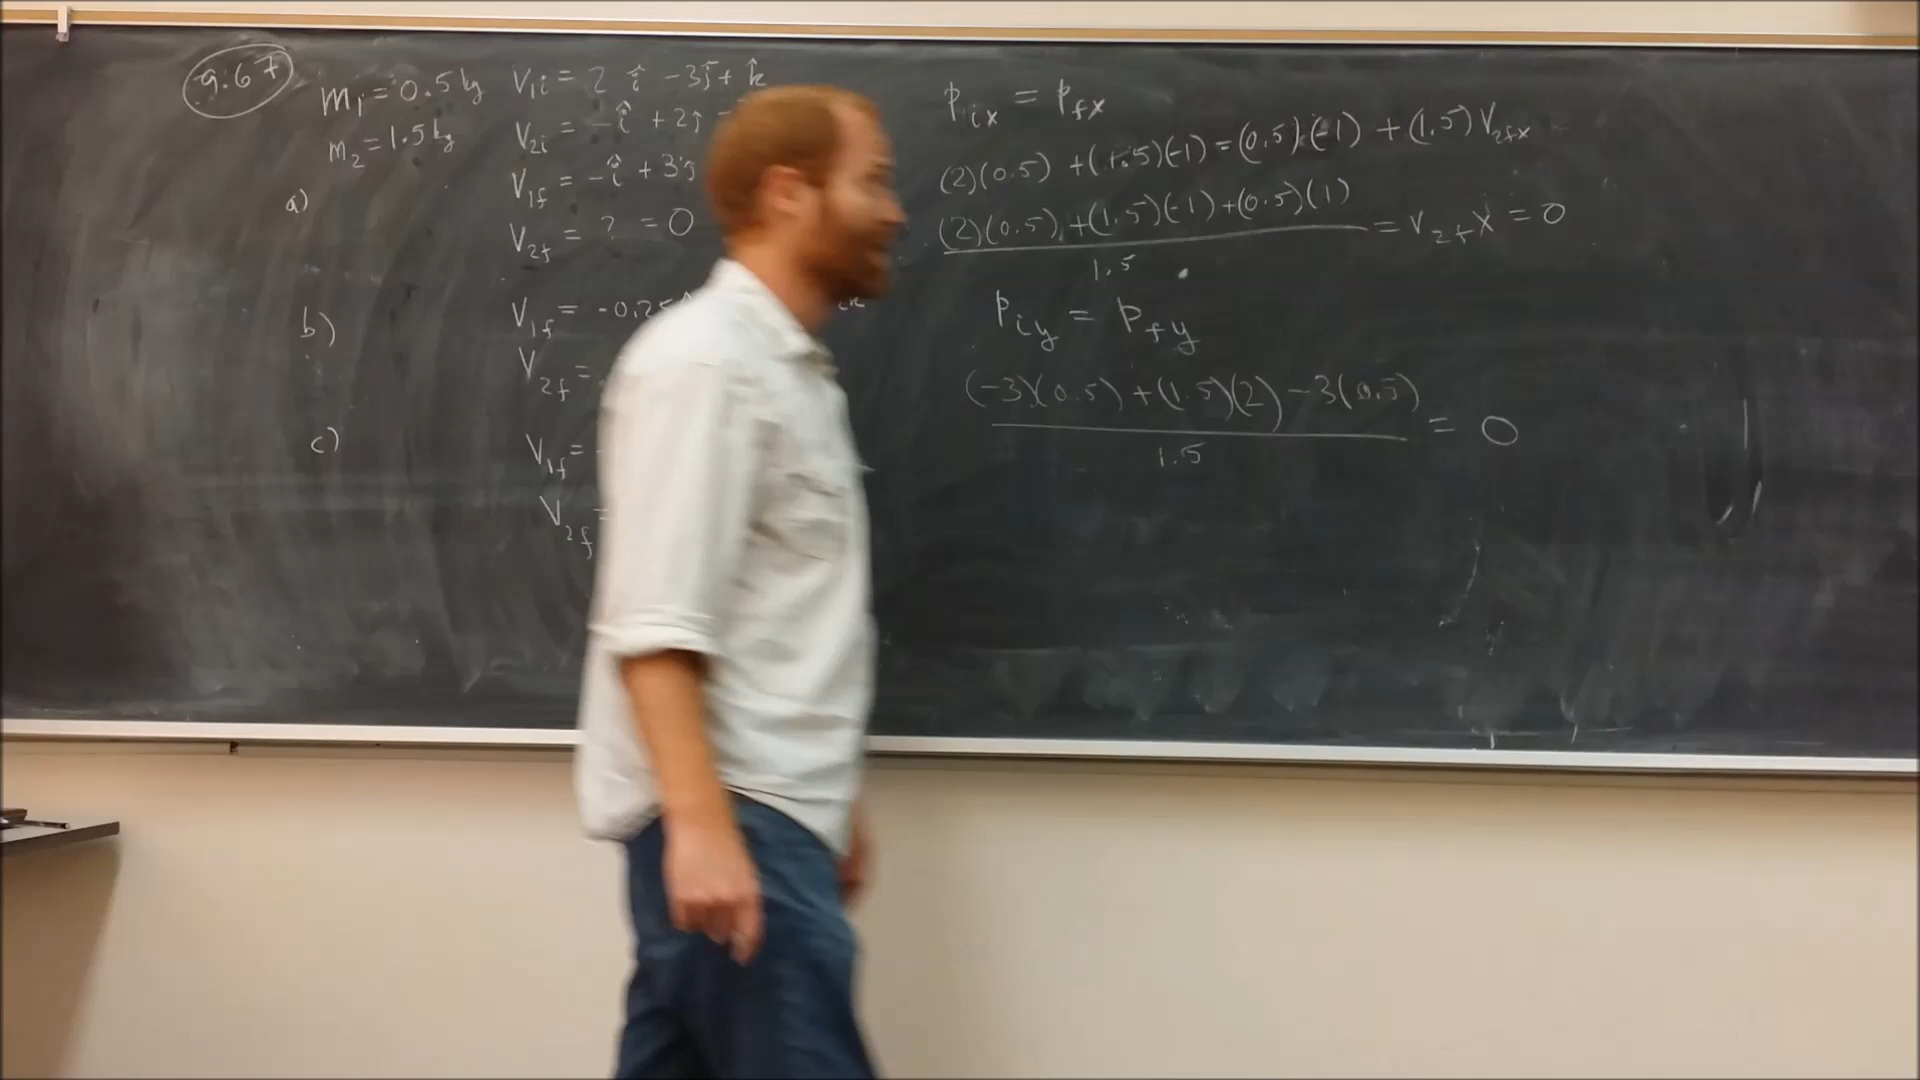 9.67
m₁ = 0.5 kg
m₂ = 1.5 kg
V₁i = 2 î - 3ĵ + k̂
V₂i = -î + 2ĵ -
a) V₁f = -î + 3ĵ
V₂f = ? = 0
b) V₁f = -0.25
V₂f =
c) V₁f = -
V₂f =
Pix = Pfx
(2)(0.5) + (1.5)(-1) = (0.5)(-1) + (1.5) V₂fx
(2)(0.5) + (1.5)(-1) + (0.5)(1)
= V₂fx = 0
1.5
Piy = Pfy
(-3)(0.5) + (1.5)(2) - 3(0.5)
= 0
1.5